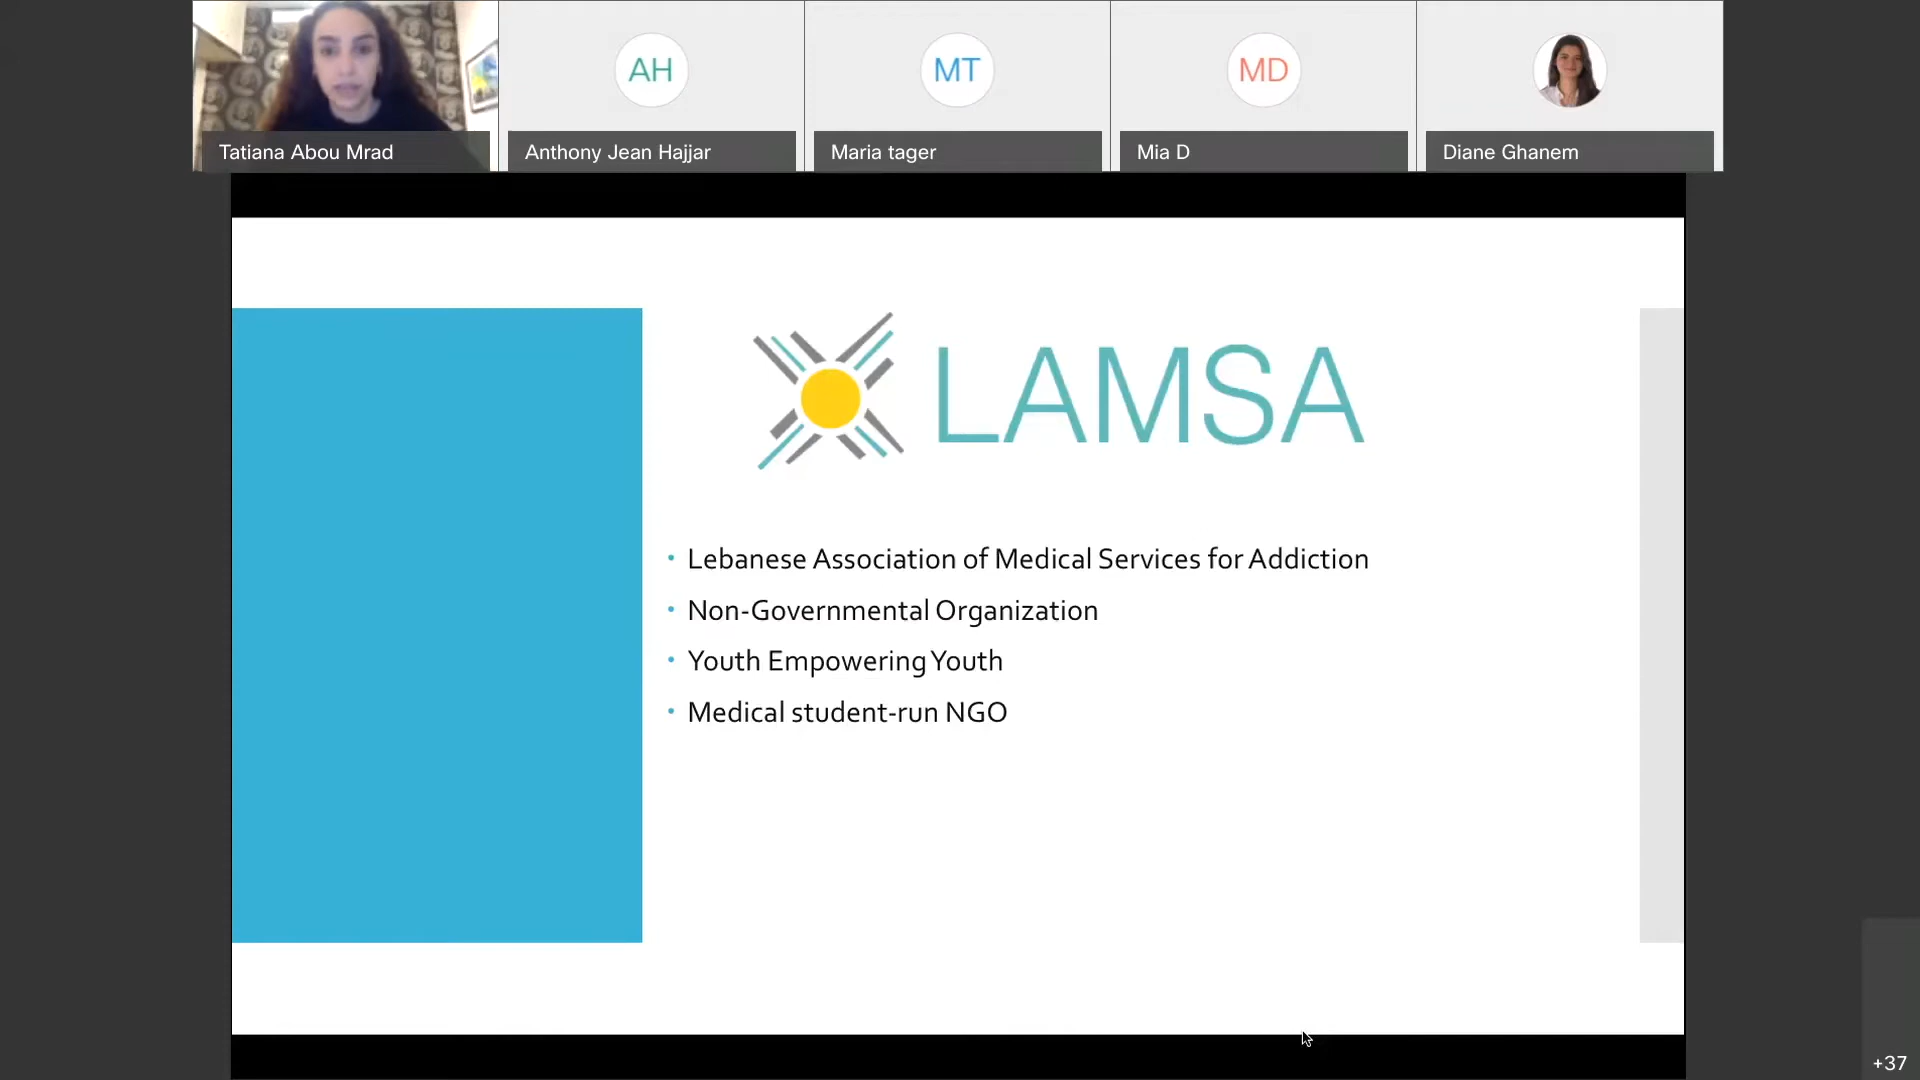 AH
MT
MD
Tatiana Abou Mrad
Anthony Jean Hajjar
Maria tager
Mia D
Diane Ghanem
LAMSA
• Lebanese Association of Medical Services for Addiction
• Non-Governmental Organization
• Youth Empowering Youth
• Medical student-run NGO
+37